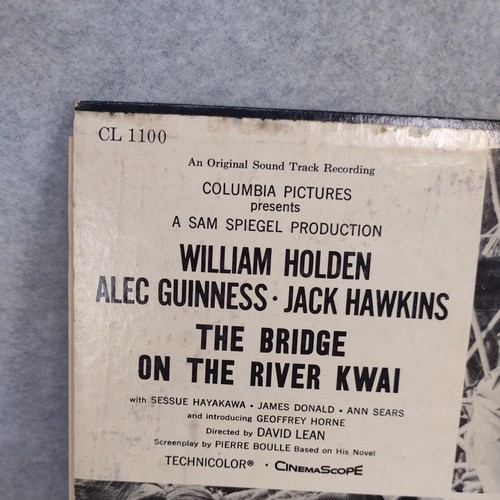 CL 1100
An Original Sound Track Recording
COLUMBIA PICTURES
presents
A SAM SPIEGEL PRODUCTION
WILLIAM HOLDEN
ALEC GUINNESS · JACK HAWKINS
THE BRIDGE
ON THE RIVER KWAI
with SESSUE HAYAKAWA · JAMES DONALD · ANN SEARS
and introducing GEOFFREY HORNE
Directed by DAVID LEAN
Screenplay by PIERRE BOULLE Based on His Novel
TECHNICOLOR® · CINEMASCOPE